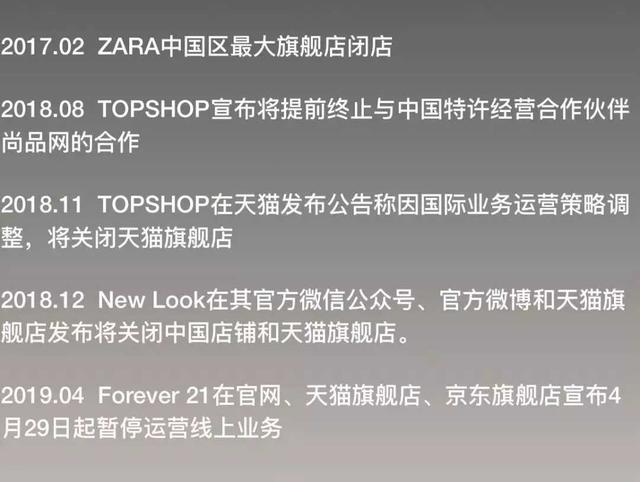 2017.02 ZARA中国区最大旗舰店闭店
2018.08 TOPSHOP宣布将提前终止与中国特许经营合作伙伴
尚品网的合作
2018.11 TOPSHOP在天猫发布公告称因国际业务运营策略调
整，将关闭天猫旗舰店
2018.12 New Look在其官方微信公众号、官方微博和天猫旗
舰店发布将关闭中国店铺和天猫旗舰店。
2019.04 Forever 21在官网、天猫旗舰店、京东旗舰店宣布4
月29日起暂停运营线上业务